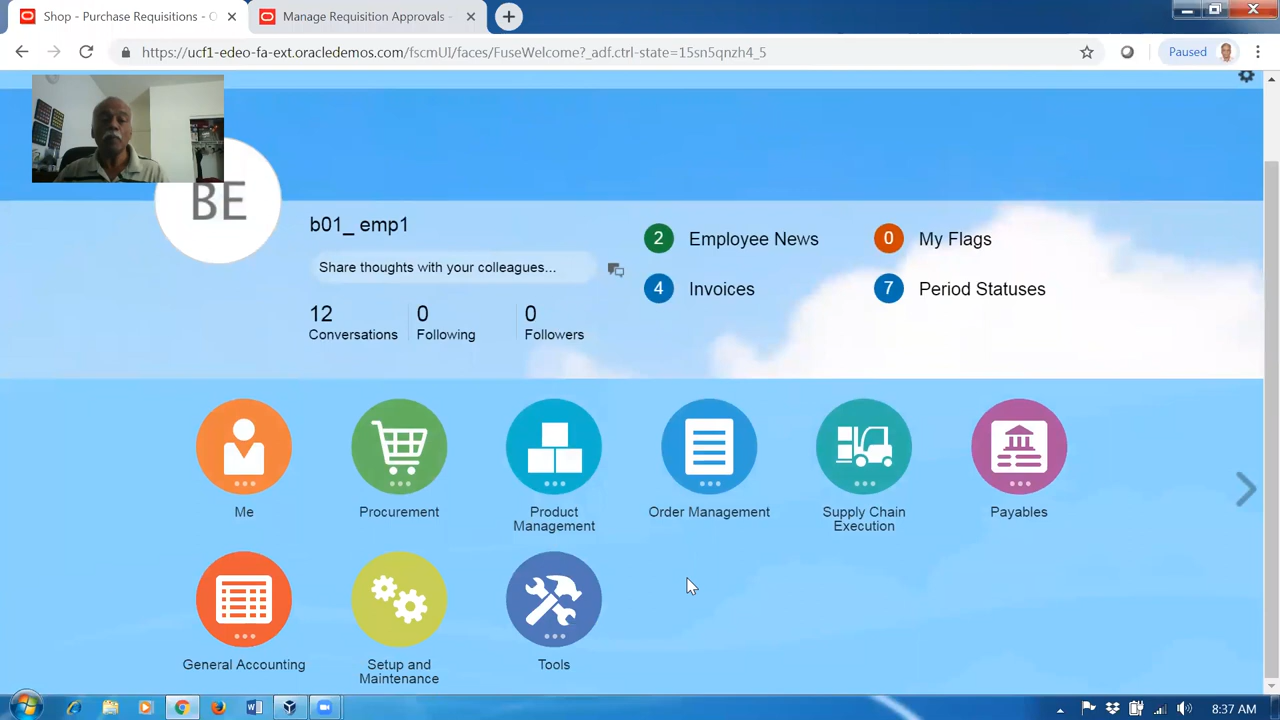 Shop - Purchase Requisitions - O
Manage Requisition Approvals -
https://ucf1-edeo-fa-ext.oracledemos.com/fscmUI/faces/FuseWelcome?_adf.ctrl-state=15sn5qnzh4_5
Paused
BE
b01_ emp1
Share thoughts with your colleagues...
12
Conversations
0
Following
0
Followers
2 Employee News
0 My Flags
4 Invoices
7 Period Statuses
Me
Procurement
Product
Management
Order Management
Supply Chain
Execution
Payables
General Accounting
Setup and
Maintenance
Tools
8:37 AM